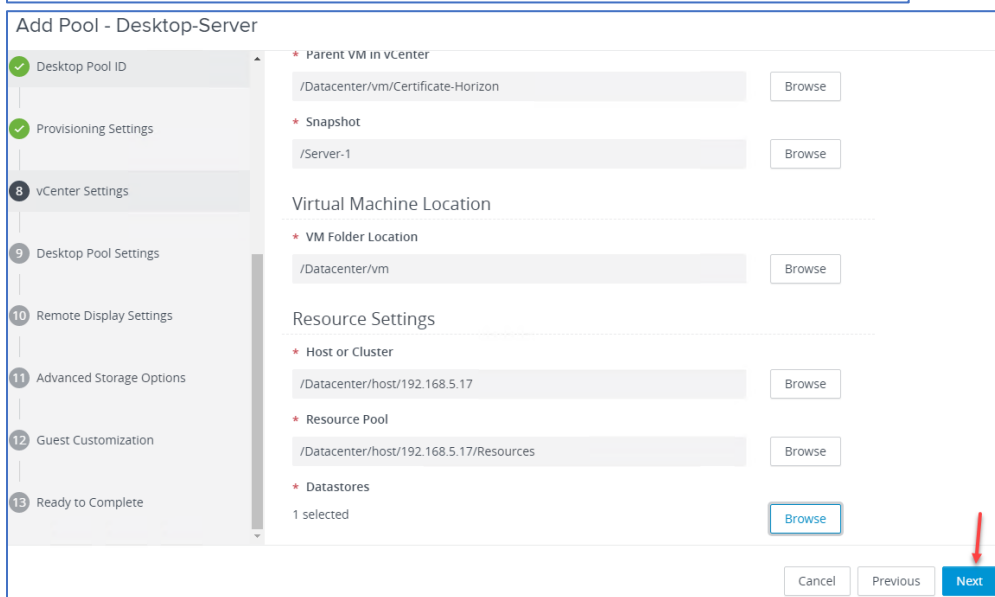 Add Pool - Desktop-Server
Desktop Pool ID
Provisioning Settings
8 vCenter Settings
9 Desktop Pool Settings
10 Remote Display Settings
11 Advanced Storage Options
12 Guest Customization
13 Ready to Complete
* Parent VM in vCenter
/Datacenter/vm/Certificate-Horizon Browse
* Snapshot
/Server-1 Browse
Virtual Machine Location
* VM Folder Location
/Datacenter/vm Browse
Resource Settings
* Host or Cluster
/Datacenter/host/192.168.5.17 Browse
* Resource Pool
/Datacenter/host/192.168.5.17/Resources Browse
* Datastores
1 selected Browse
Cancel Previous Next